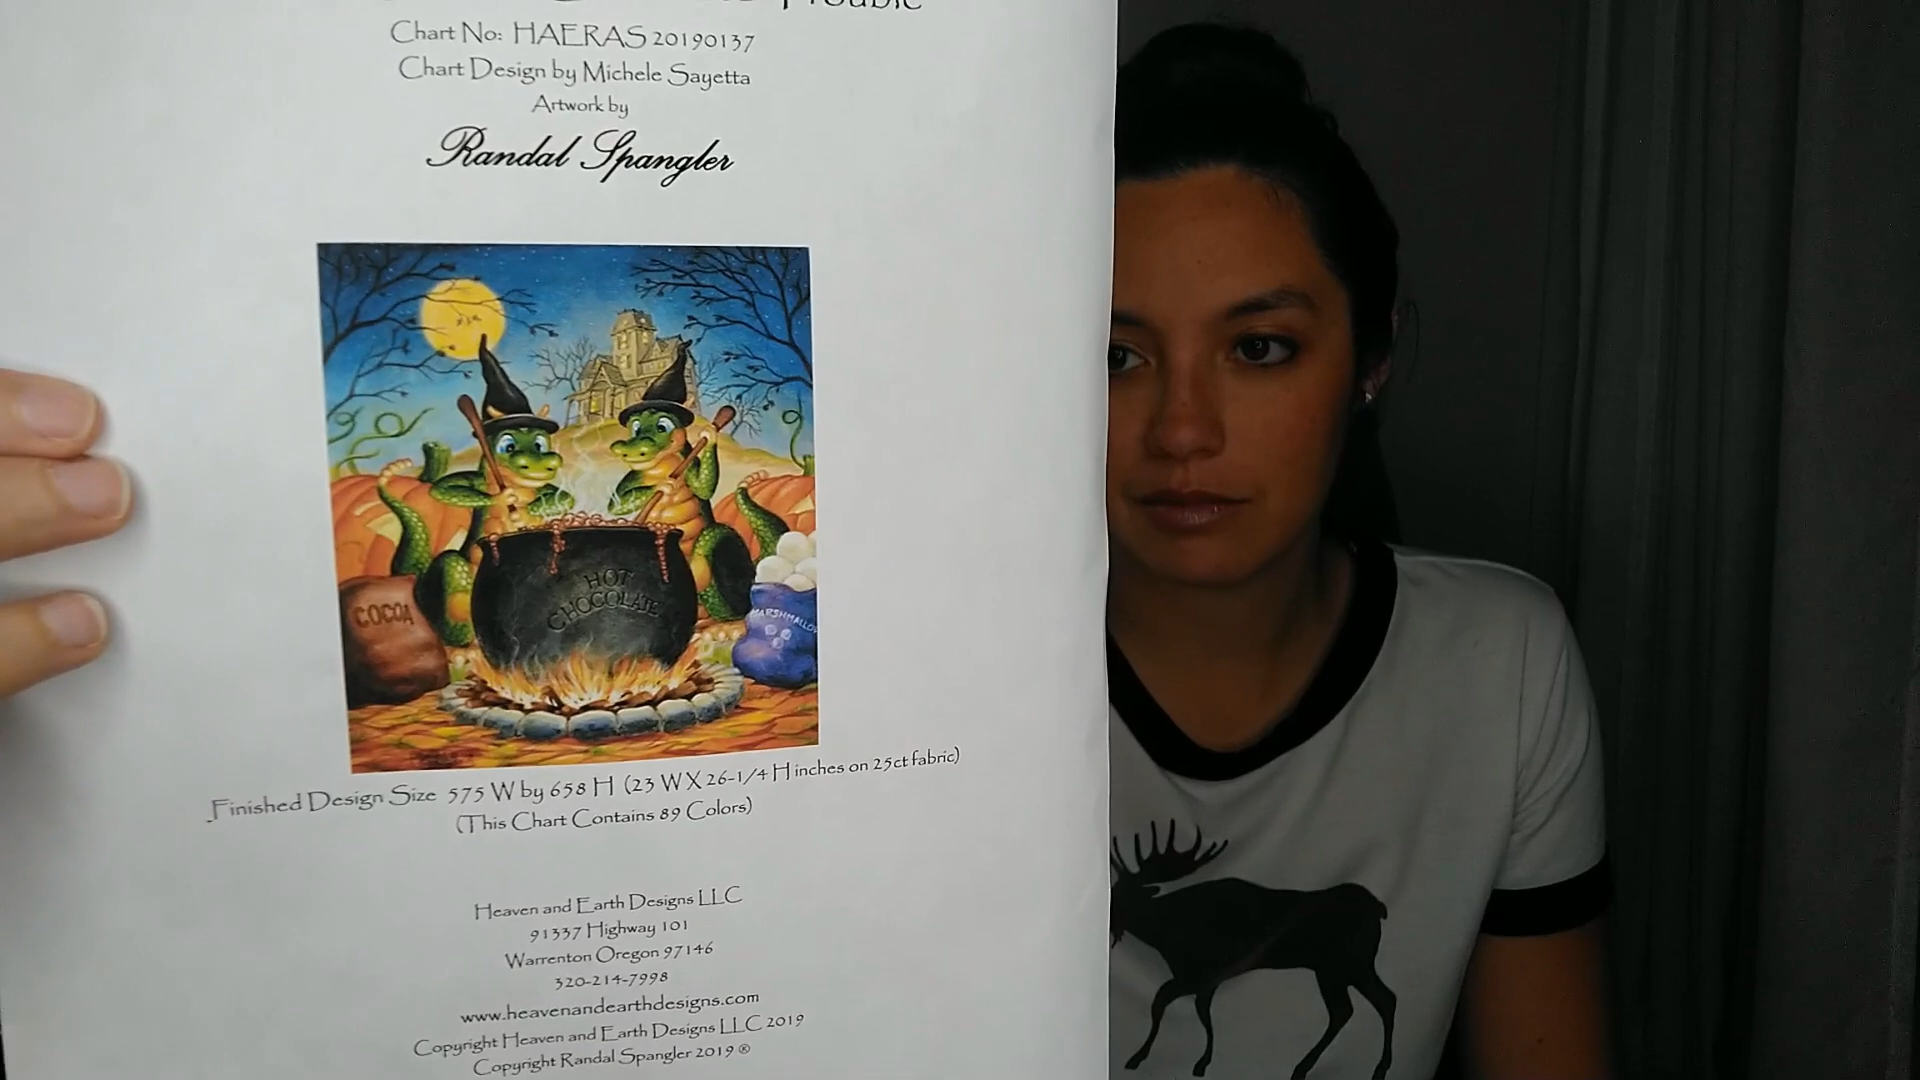 Trouble
Chart No: HAERAS 20190137
Chart Design by Michele Sayetta
Artwork by
Randal Spangler
HOT
CHOCOLATE
COCOA
MARSHMALLOW
Finished Design Size 575 W by 658 H (23 W X 26-1/4 H inches on 25ct fabric)
(This Chart Contains 89 Colors)
Heaven and Earth Designs LLC
91337 Highway 101
Warrenton Oregon 97146
320-214-7998
www.heavenandearthdesigns.com
Copyright Heaven and Earth Designs LLC 2019
Copyright Randal Spangler 2019 ®